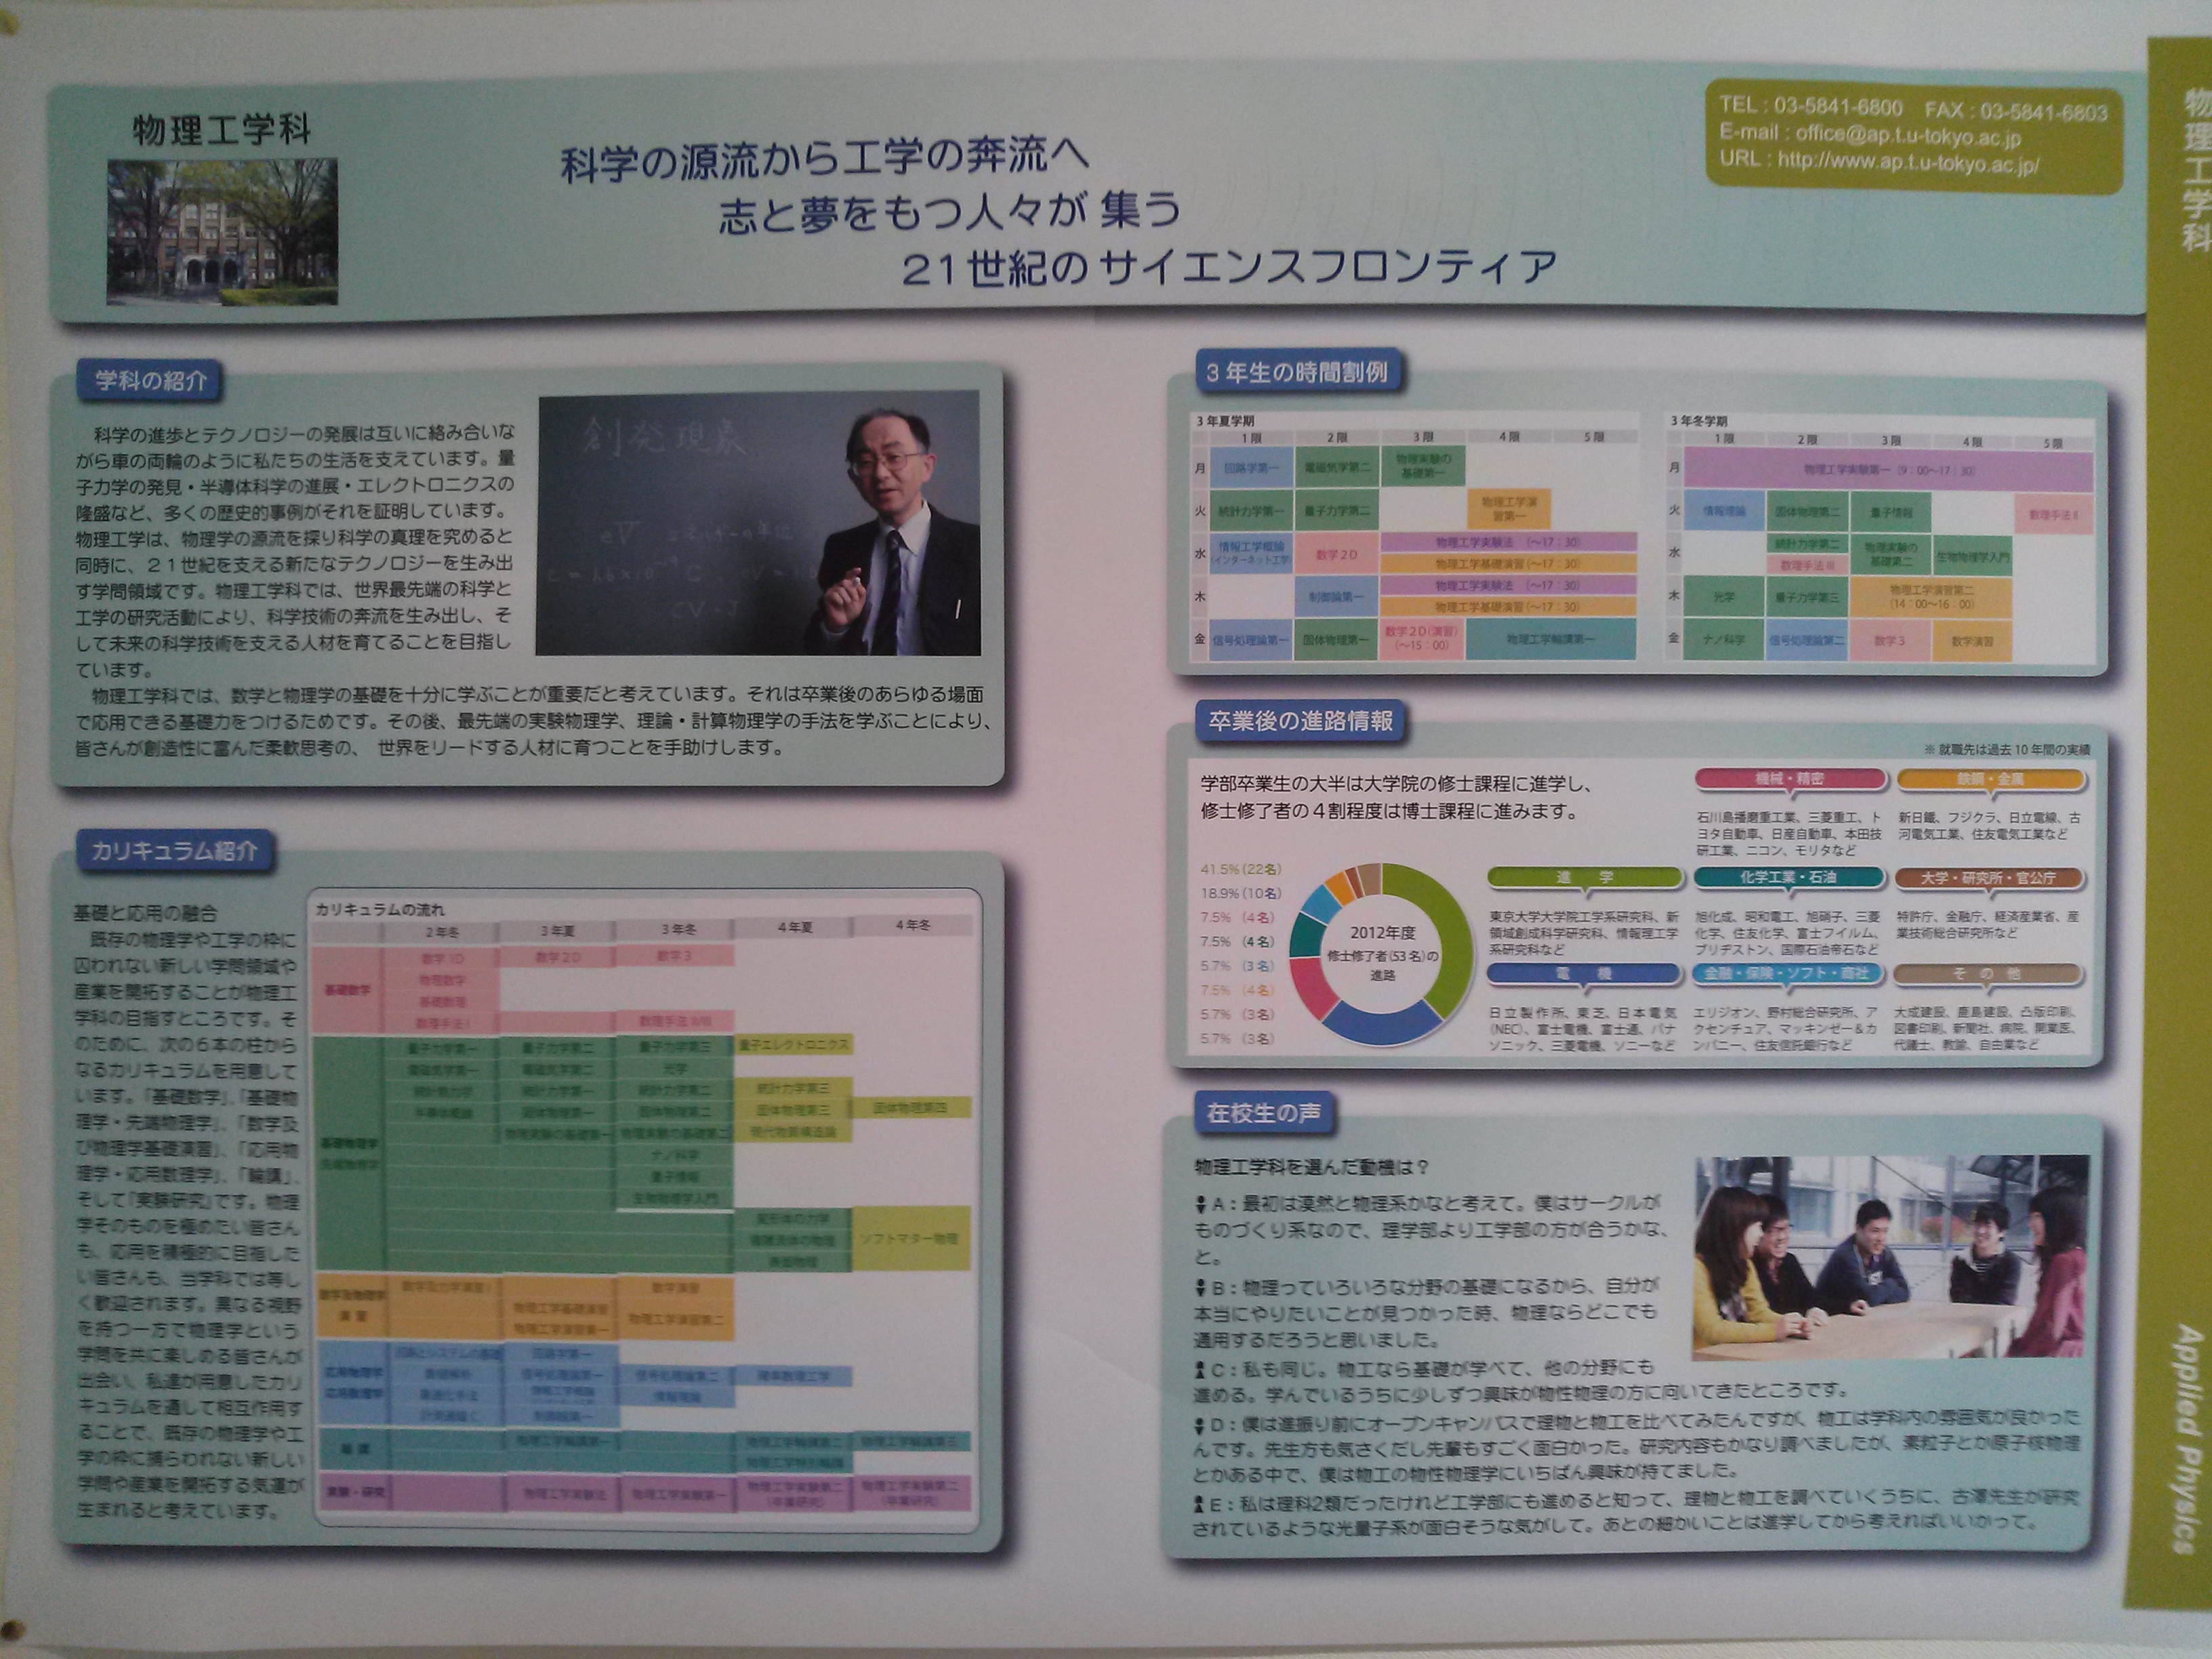 物理工学科
科学の源流から工学の奔流へ
志と夢をもつ人々が 集う
21世紀の サイエンスフロンティア
TEL : 03-5841-6800 FAX : 03-5841-6803
E-mail : office@ap.t.u-tokyo.ac.jp
URL : http://www.ap.t.u-tokyo.ac.jp/
物理工学科
学科の紹介
科学の進歩とテクノロジーの発展は互いに絡み合いな
がら車の両輪のように私たちの生活を支えています。量
子力学の発見・半導体科学の進展・エレクトロニクスの
隆盛など、多くの歴史的事例がそれを証明しています。
物理工学は、物理学の源流を探り科学の真理を究めると
同時に、21世紀を支える新たなテクノロジーを生み出
す学問領域です。物理工学科では、世界最先端の科学と
工学の研究活動により、科学技術の奔流を生み出し、そ
して未来の科学技術を支える人材を育てることを目指し
ています。
物理工学科では、数学と物理学の基礎を十分に学ぶことが重要だと考えています。それは卒業後のあらゆる場面
で応用できる基礎力をつけるためです。その後、最先端の実験物理学、理論・計算物理学の手法を学ぶことにより、
皆さんが創造性に富んだ柔軟思考の、 世界をリードする人材に育つことを手助けします。
創発現象
カリキュラム紹介
基礎と応用の融合
既存の物理学や工学の枠に
囚われない新しい学問領域や
産業を開拓することが物理工
学科の目指すところです。そ
のために、次の6本の柱から
なるカリキュラムを用意して
います。「基礎数学」、「基礎物
理学・先端物理学」、「数学及
び物理学基礎演習」、「応用物
理学・応用数理学」、「輪講」、
そして「実験研究」です。物理
学そのものを極めたい皆さん
も、応用を積極的に目指した
い皆さんも、当学科では等し
く歓迎されます。異なる視野
を持つ一方で物理学という
学問を共に楽しめる皆さんが
出会い、私達が用意したカリ
キュラムを通して相互作用す
ることで、既存の物理学や工
学の枠に捕らわれない新しい
学問や産業を開拓する気運が
生まれると考えています。
カリキュラムの流れ
2年冬 3年夏 3年冬 4年夏 4年冬
基礎数学
数学1D 数学2D 数学3
物理数学
基礎数理
数理手法I 数理手法II/III
基礎物理学
先端物理学
量子力学第一 量子力学第二 量子力学第三 量子エレクトロニクス
電磁気学第一 電磁気学第二 光学
統計熱力学 統計力学第一 統計力学第二 統計力学第三
固体物理第一 固体物理第二 固体物理第三 固体物理第四
物理実験の基礎第一 物理実験の基礎第二 現代物質構造論
ナノ科学
量子情報
生物物理学入門
ソフトマター物理
数学及物理学
演習
数学及力学演習I 数学演習
物理工学基礎演習
物理工学演習第一 物理工学演習第二
応用物理学
応用数理学
回路とシステムの基礎 回路学第一
数値解析 信号処理論第一 信号処理論第二 確率数理工学
最適化手法 情報工学概論 情報理論
制御論第一
輪講
物理工学輪講第一 物理工学輪講第二 物理工学輪講第三
物理工学特別輪講
実験・研究
物理工学実験法 物理工学実験第一 物理工学実験第二 物理工学実験第二
(卒業研究) (卒業研究)
3年生の時間割例
3年夏学期
1限 2限 3限 4限 5限
月 回路学第一 電磁気学第二 物理実験の
基礎第一
火 統計力学第一 量子力学第二 物理工学演
習第一
水 情報工学概論
(インターネット工学) 数学2D 物理工学実験法 (〜17:30)
物理工学基礎演習(〜17:30)
木 制御論第一 物理工学実験法 (〜17:30)
物理工学基礎演習(〜17:30)
金 信号処理論第一 固体物理第一 数学2D(演習)
(〜15:00) 物理工学輪講第一
3年冬学期
1限 2限 3限 4限 5限
月 物理工学実験第一 (9:00〜17:30)
火 情報理論 固体物理第二 量子情報 数理手法II
水 統計力学第二 物理実験の
基礎第二 生物物理学入門
数理手法III
木 光学 量子力学第三 物理工学演習第二
(14:00〜16:00)
金 ナノ科学 信号処理論第二 数学3 数学演習
卒業後の進路情報
※ 就職先は過去10年間の実績
学部卒業生の大半は大学院の修士課程に進学し、
修士修了者の4割程度は博士課程に進みます。
41.5%(22名)
18.9%(10名)
7.5% (4名)
7.5% (4名)
5.7% (3名)
7.5% (4名)
5.7% (3名)
5.7% (3名)
2012年度
修士修了者(53名)の
進路
機械・精密
石川島播磨重工業、三菱重工、ト
ヨタ自動車、日産自動車、本田技
研工業、ニコン、モリタなど
鉄鋼・金属
新日鐵、フジクラ、日立電線、古
河電気工業、住友電気工業など
進 学
東京大学大学院工学系研究科、新
領域創成科学研究科、情報理工学
系研究科など
化学工業・石油
旭化成、昭和電工、旭硝子、三菱
化学、住友化学、富士フイルム、
ブリヂストン、国際石油帝石など
大学・研究所・官公庁
特許庁、金融庁、経済産業省、産
業技術総合研究所など
電 機
日立製作所、東芝、日本電気
(NEC)、富士電機、富士通、パナ
ソニック、三菱電機、ソニーなど
金融・保険・ソフト・商社
エリジオン、野村総合研究所、ア
クセンチュア、マッキンゼー&カ
ンパニー、住友信託銀行など
そ の 他
大成建設、鹿島建設、凸版印刷、
図書印刷、新聞社、病院、開業医、
代議士、教諭、自由業など
在校生の声
物理工学科を選んだ動機は?
A:最初は漠然と物理系かなと考えて。僕はサークルが
ものづくり系なので、理学部より工学部の方が合うかな、
と。
B:物理っていろいろな分野の基礎になるから、自分が
本当にやりたいことが見つかった時、物理ならどこでも
通用するだろうと思いました。
C:私も同じ。物工なら基礎が学べて、他の分野にも
進める。学んでいるうちに少しずつ興味が物性物理の方に向いてきたところです。
D:僕は進振り前にオープンキャンパスで理物と物工を比べてみたんですが、物工は学科内の雰囲気が良かった
んです。先生方も気さくだし先輩もすごく面白かった。研究内容もかなり調べましたが、素粒子とか原子核物理
とかある中で、僕は物工の物性物理学にいちばん興味が持てました。
E:私は理科2類だったけれど工学部にも進めると知って、理物と物工を調べていくうちに、古澤先生が研究
されているような光量子系が面白そうな気がして。あとの細かいことは進学してから考えればいいかって。
Applied Physics